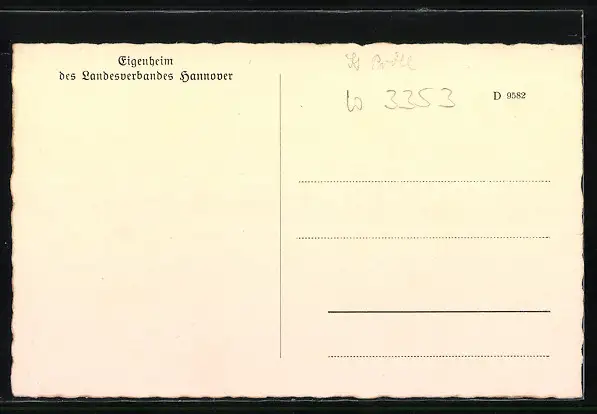 Eigenheim
des Landesverbandes Hannover
W 3353
D 9582